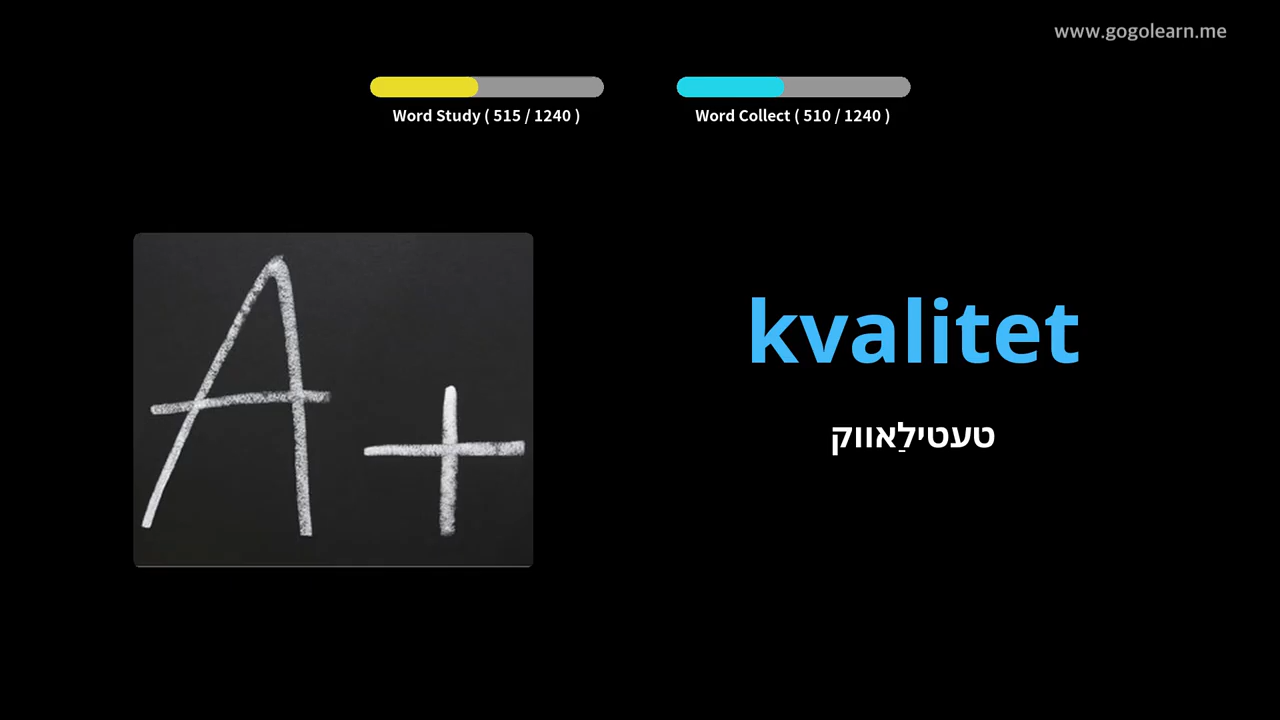 www.gogolearn.me
Word Study ( 515 / 1240 )
Word Collect ( 510 / 1240 )
A+
kvalitet
טעטילַאווק